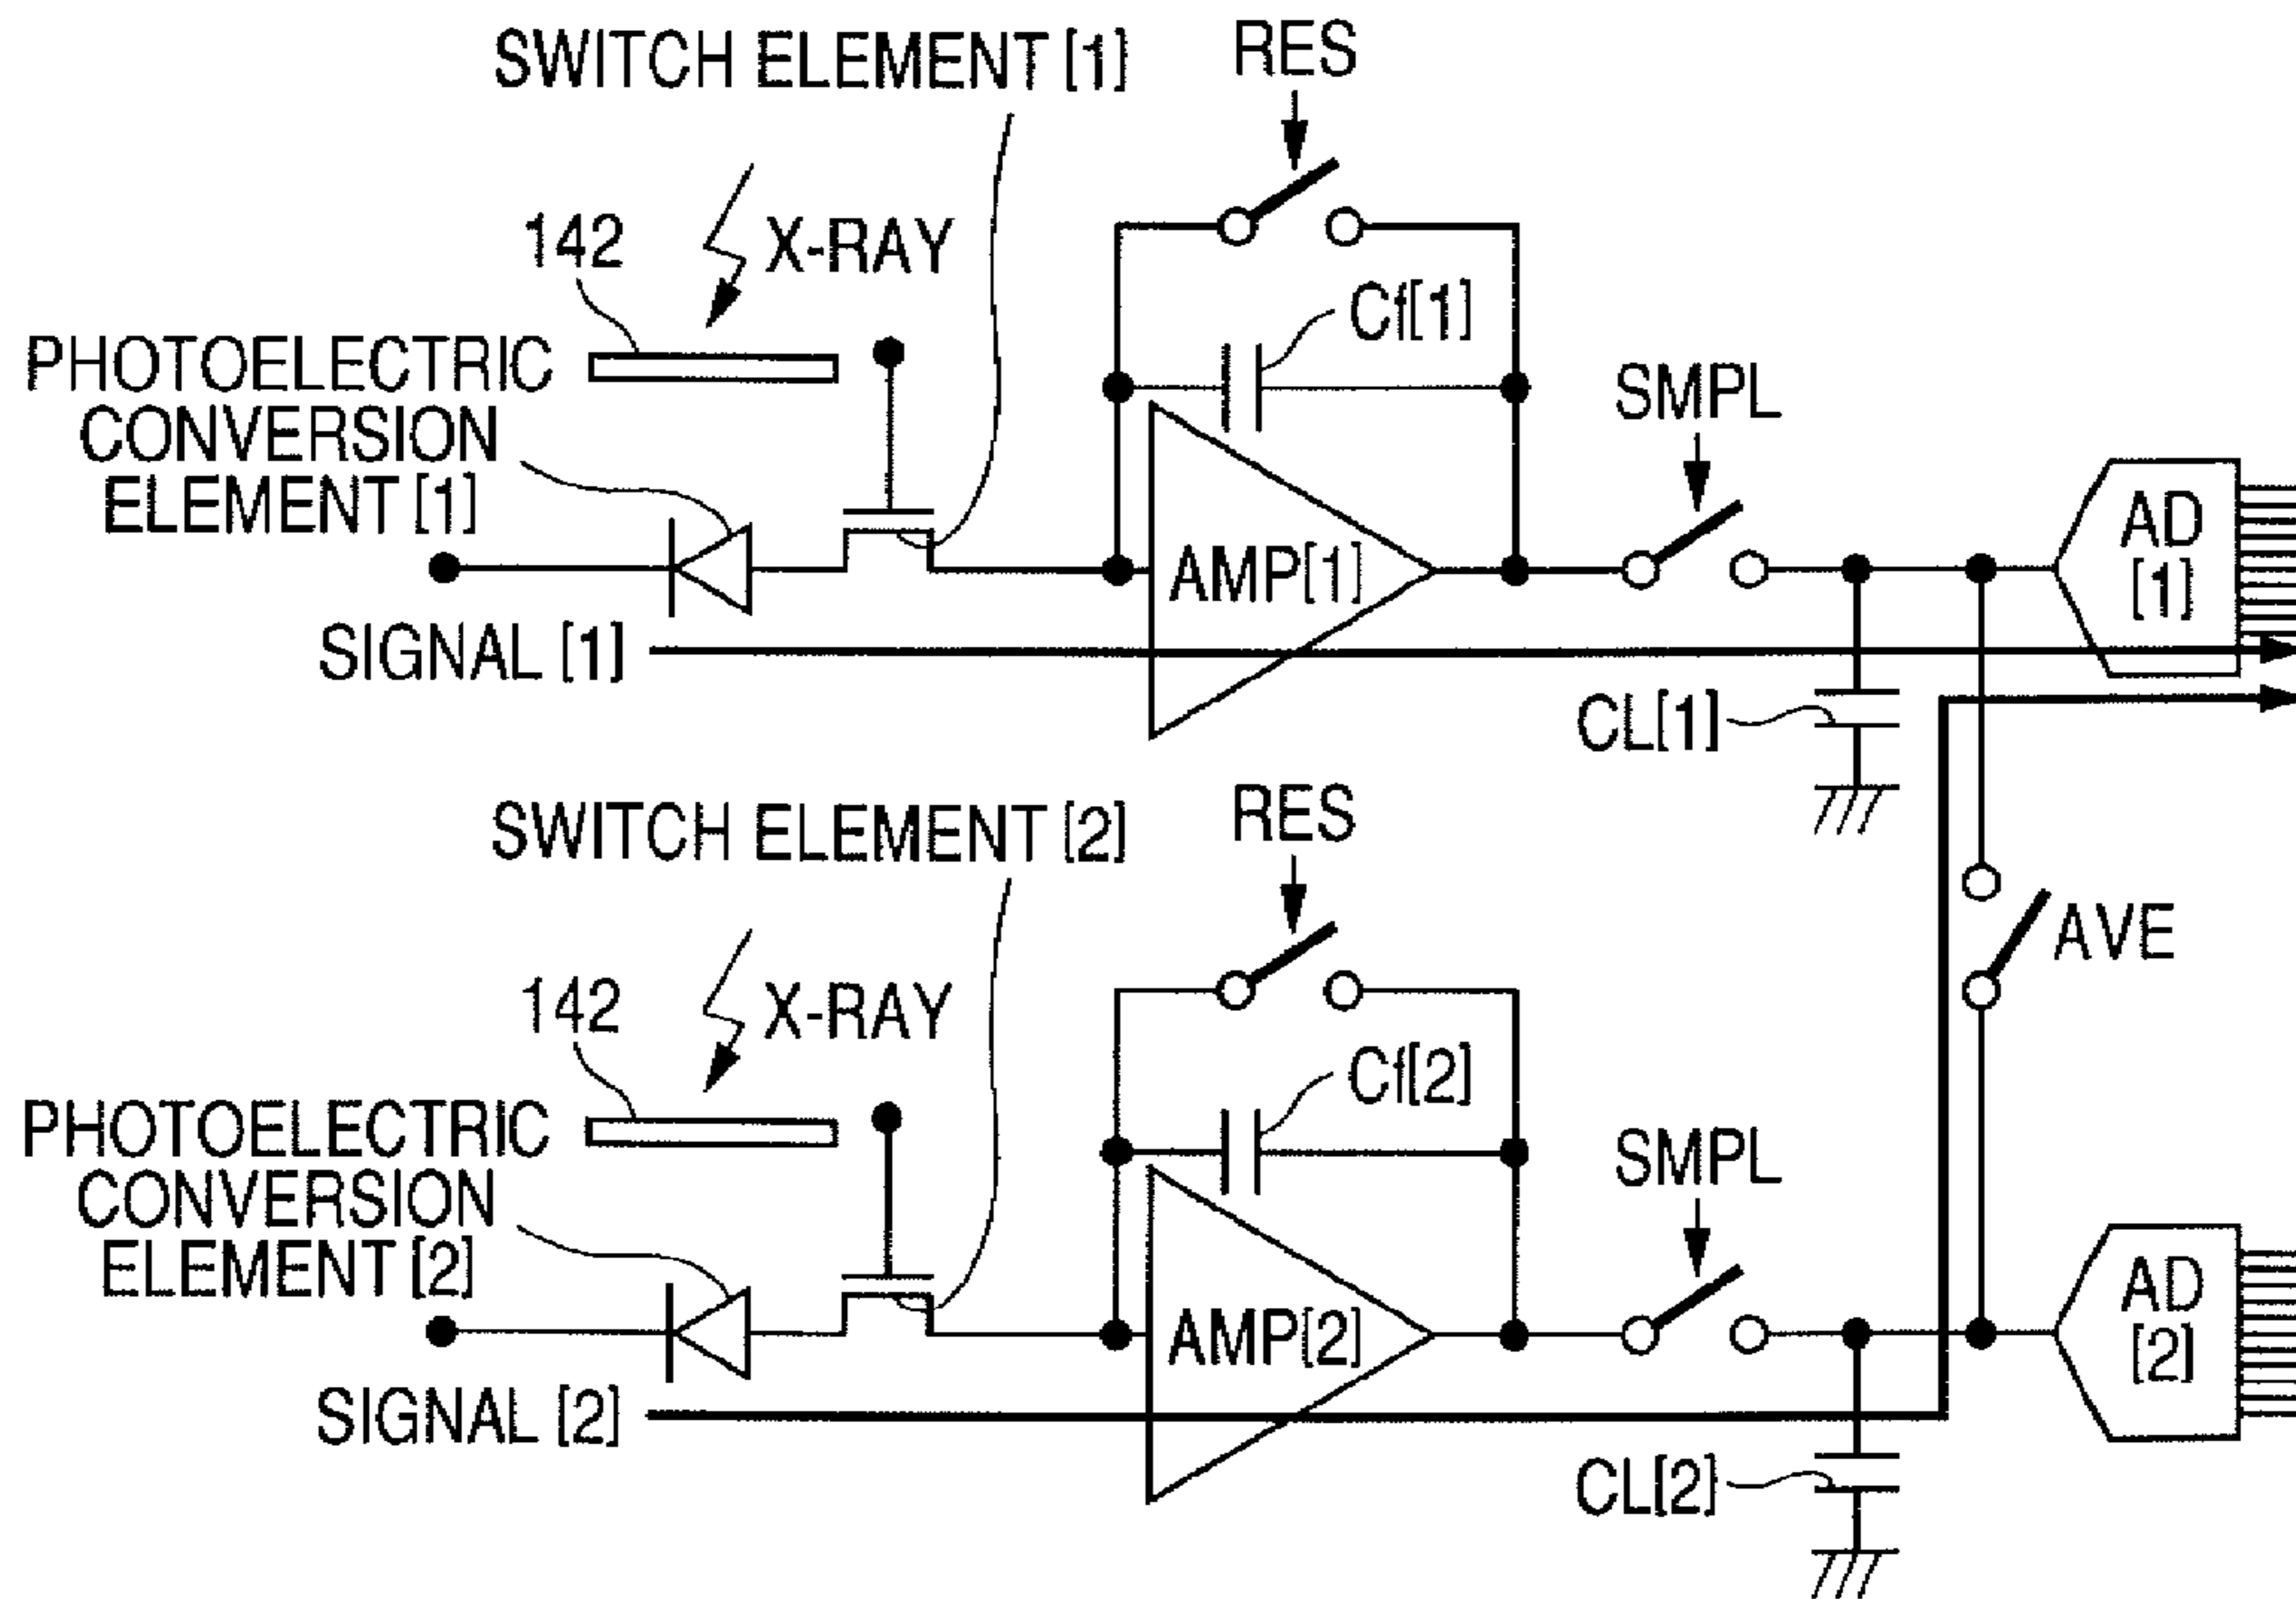 SWITCH ELEMENT [1]
RES
142
X-RAY
Cf[1]
PHOTOELECTRIC
CONVERSION
ELEMENT [1]
SMPL
AD
[1]
AMP[1]
SIGNAL [1]
CL[1]
SWITCH ELEMENT [2]
RES
AVE
142
X-RAY
Cf[2]
PHOTOELECTRIC
CONVERSION
ELEMENT [2]
SMPL
AD
[2]
AMP[2]
SIGNAL [2]
CL[2]